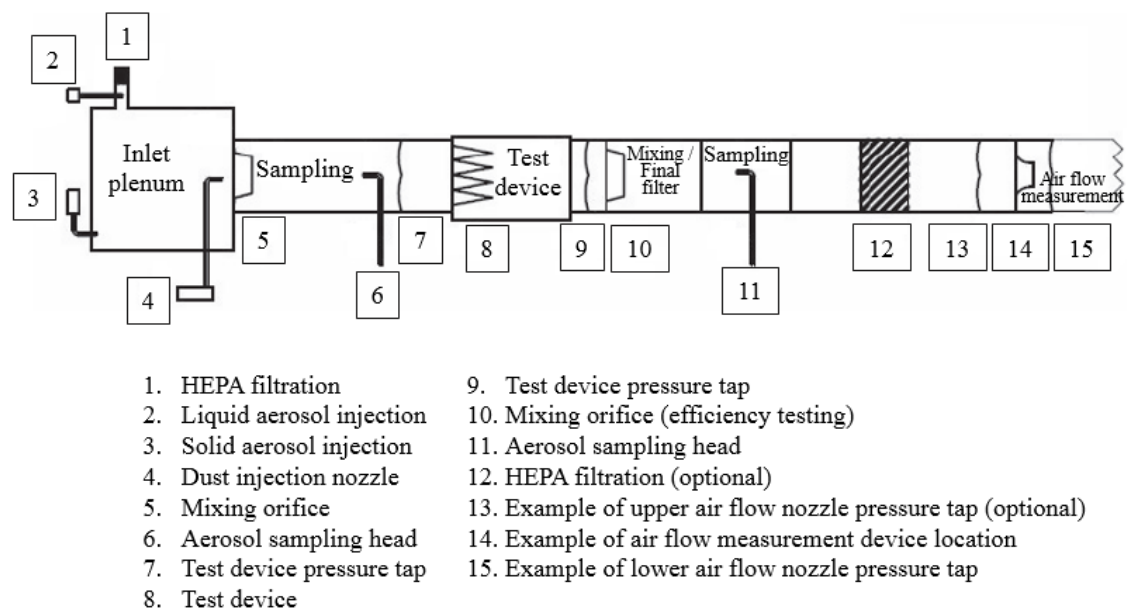 1
2
Inlet
plenum
Sampling
Test
device
Mixing /
Final
filter
Sampling
Air flow
measurement
3
5
7
8
9
10
12
13
14
15
4
6
11
1. HEPA filtration
2. Liquid aerosol injection
3. Solid aerosol injection
4. Dust injection nozzle
5. Mixing orifice
6. Aerosol sampling head
7. Test device pressure tap
8. Test device
9. Test device pressure tap
10. Mixing orifice (efficiency testing)
11. Aerosol sampling head
12. HEPA filtration (optional)
13. Example of upper air flow nozzle pressure tap (optional)
14. Example of air flow measurement device location
15. Example of lower air flow nozzle pressure tap